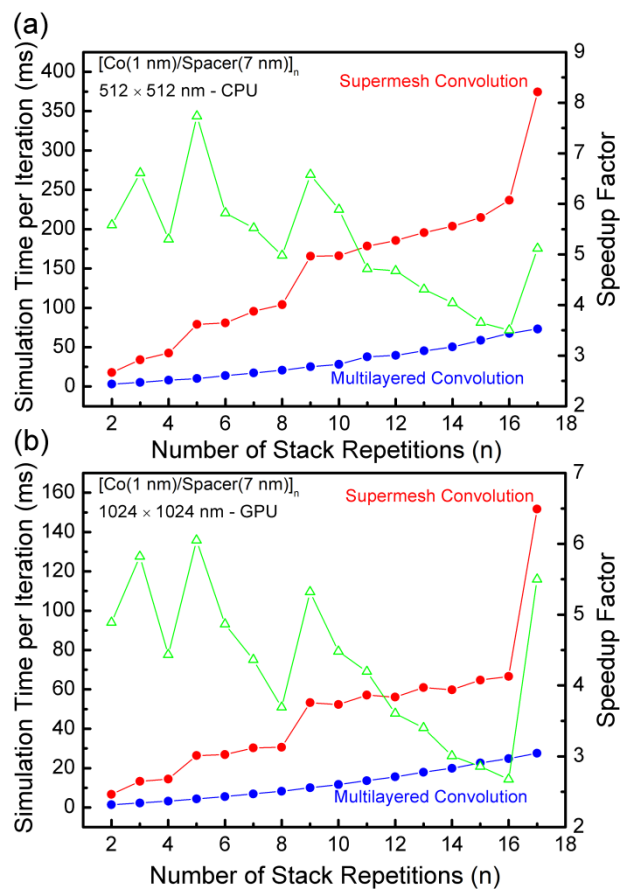 (a)
[Co(1 nm)/Spacer(7 nm)]n
512 × 512 nm - CPU
Supermesh Convolution
Multilayered Convolution
Simulation Time per Iteration (ms)
400
350
300
250
200
150
100
50
0
Speedup Factor
9
8
7
6
5
4
3
2
2 4 6 8 10 12 14 16 18
Number of Stack Repetitions (n)
(b)
[Co(1 nm)/Spacer(7 nm)]n
1024 × 1024 nm - GPU
Supermesh Convolution
Multilayered Convolution
Simulation Time per Iteration (ms)
160
140
120
100
80
60
40
20
0
Speedup Factor
7
6
5
4
3
2
2 4 6 8 10 12 14 16 18
Number of Stack Repetitions (n)